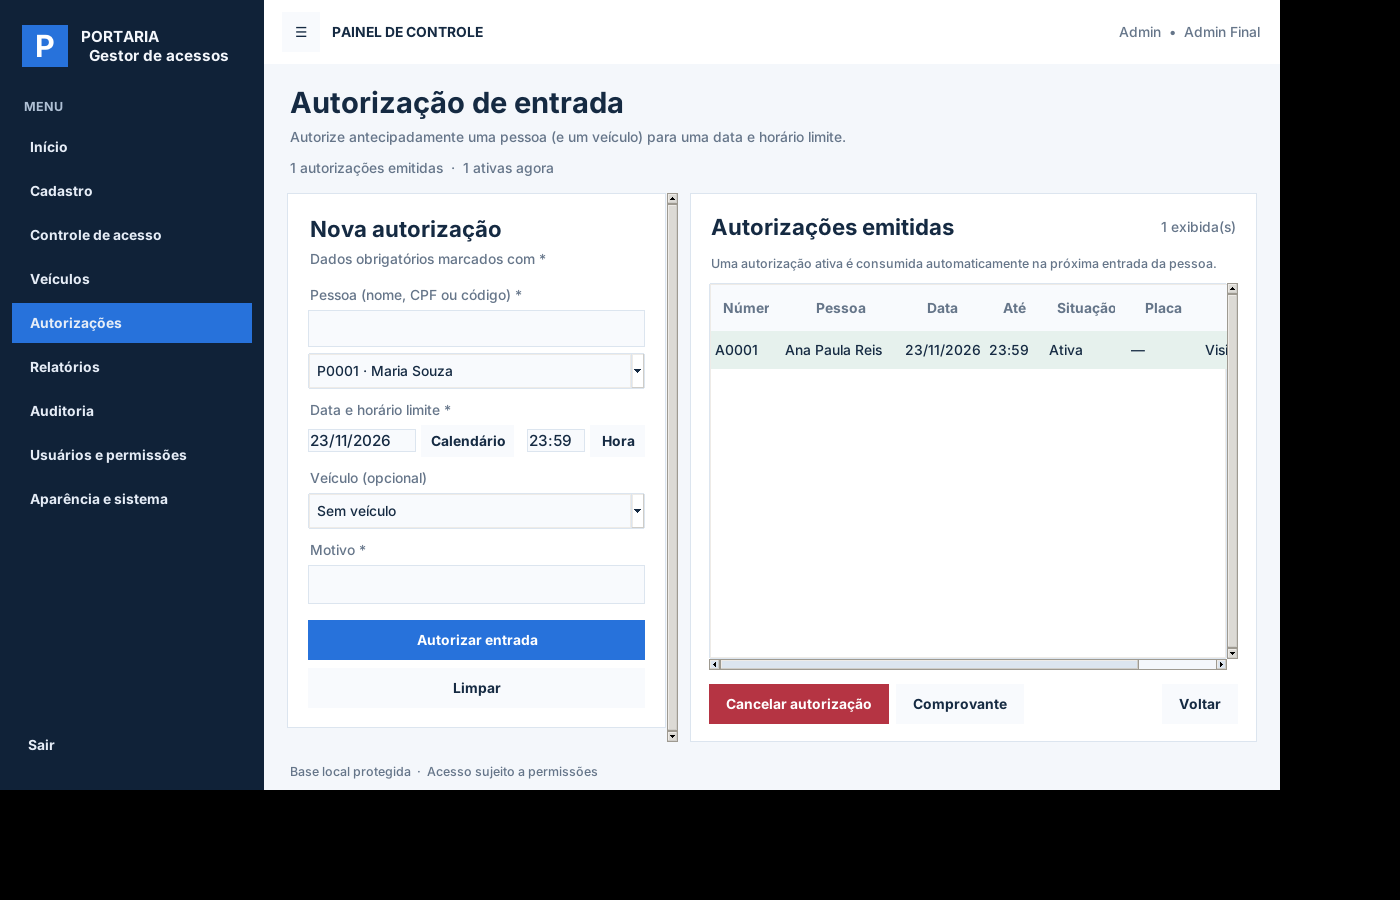 P
PORTARIA
Gestor de acessos
MENU
Início
Cadastro
Controle de acesso
Veículos
Autorizações
Relatórios
Auditoria
Usuários e permissões
Aparência e sistema
Sair
☰ PAINEL DE CONTROLE
Admin • Admin Final
Autorização de entrada
Autorize antecipadamente uma pessoa (e um veículo) para uma data e horário limite.
1 autorizações emitidas · 1 ativas agora
Nova autorização
Dados obrigatórios marcados com *
Pessoa (nome, CPF ou código) *
P0001 · Maria Souza
Data e horário limite *
23/11/2026 Calendário 23:59 Hora
Veículo (opcional)
Sem veículo
Motivo *
Autorizar entrada
Limpar
Autorizações emitidas
1 exibida(s)
Uma autorização ativa é consumida automaticamente na próxima entrada da pessoa.
Númer Pessoa Data Até Situação Placa
A0001 Ana Paula Reis 23/11/2026 23:59 Ativa — Visi
Cancelar autorização Comprovante Voltar
Base local protegida · Acesso sujeito a permissões